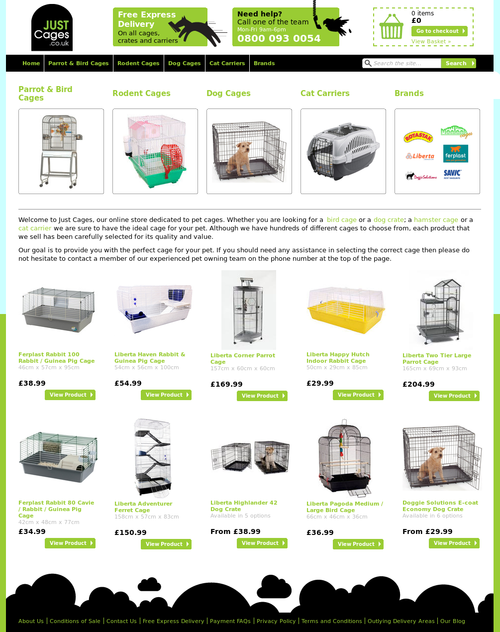 JUST
Cages
.co.uk
Free Express
Delivery
On all cages,
crates and carriers
Need help?
Call one of the team
Mon-Fri 9am-6pm
0800 093 0054
0 items
£0
Go to checkout
View Basket
Home
Parrot & Bird Cages
Rodent Cages
Dog Cages
Cat Carriers
Brands
Search the site...
Search
Parrot & Bird
Cages
Rodent Cages
Dog Cages
Cat Carriers
Brands
ROTASTAK
Liberta
ferplast
SAVIC
Welcome to Just Cages, our online store dedicated to pet cages. Whether you are looking for a bird cage or a dog crate; a hamster cage or a
cat carrier we are sure to have the ideal cage for your pet. Although we have hundreds of different cages to choose from, each product that
we sell has been carefully selected for its quality and value.
Our goal is to provide you with the perfect cage for your pet. If you should need any assistance in selecting the correct cage then please do
not hesitate to contact a member of our experienced pet owning team on the phone number at the top of the page.
Ferplast Rabbit 100
Rabbit / Guinea Pig Cage
46cm x 57cm x 95cm
£38.99
View Product
Liberta Haven Rabbit &
Guinea Pig Cage
54cm x 56cm x 100cm
£54.99
View Product
Liberta Corner Parrot
Cage
157cm x 60cm x 60cm
£169.99
View Product
Liberta Happy Hutch
Indoor Rabbit Cage
50cm x 29cm x 85cm
£29.99
View Product
Liberta Two Tier Large
Parrot Cage
165cm x 69cm x 93cm
£204.99
View Product
Ferplast Rabbit 80 Cavie
/ Rabbit / Guinea Pig
Cage
42cm x 48cm x 77cm
£34.99
View Product
Liberta Adventurer
Ferret Cage
158cm x 57cm x 83cm
£150.99
View Product
Liberta Highlander 42
Dog Crate
Available in 5 options
From £38.99
View Product
Liberta Pagoda Medium /
Large Bird Cage
66cm x 46cm x 36cm
£36.99
View Product
Doggie Solutions E-coat
Economy Dog Crate
Available in 6 options
From £29.99
View Product
About Us | Conditions of Sale | Contact Us | Free Express Delivery | Payment FAQs | Privacy Policy | Terms and Conditions | Outlying Delivery Areas | Our Blog